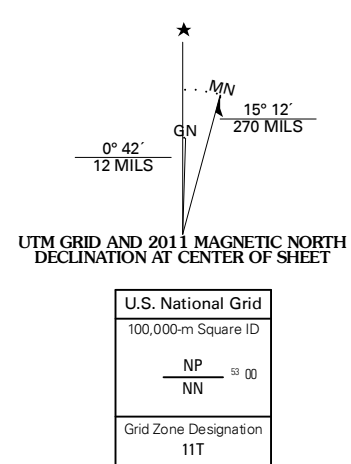 MN
GN
15° 12´
270 MILS
0° 42´
12 MILS
UTM GRID AND 2011 MAGNETIC NORTH
DECLINATION AT CENTER OF SHEET
U.S. National Grid
100,000-m Square ID
NP
53 00
NN
Grid Zone Designation
11T